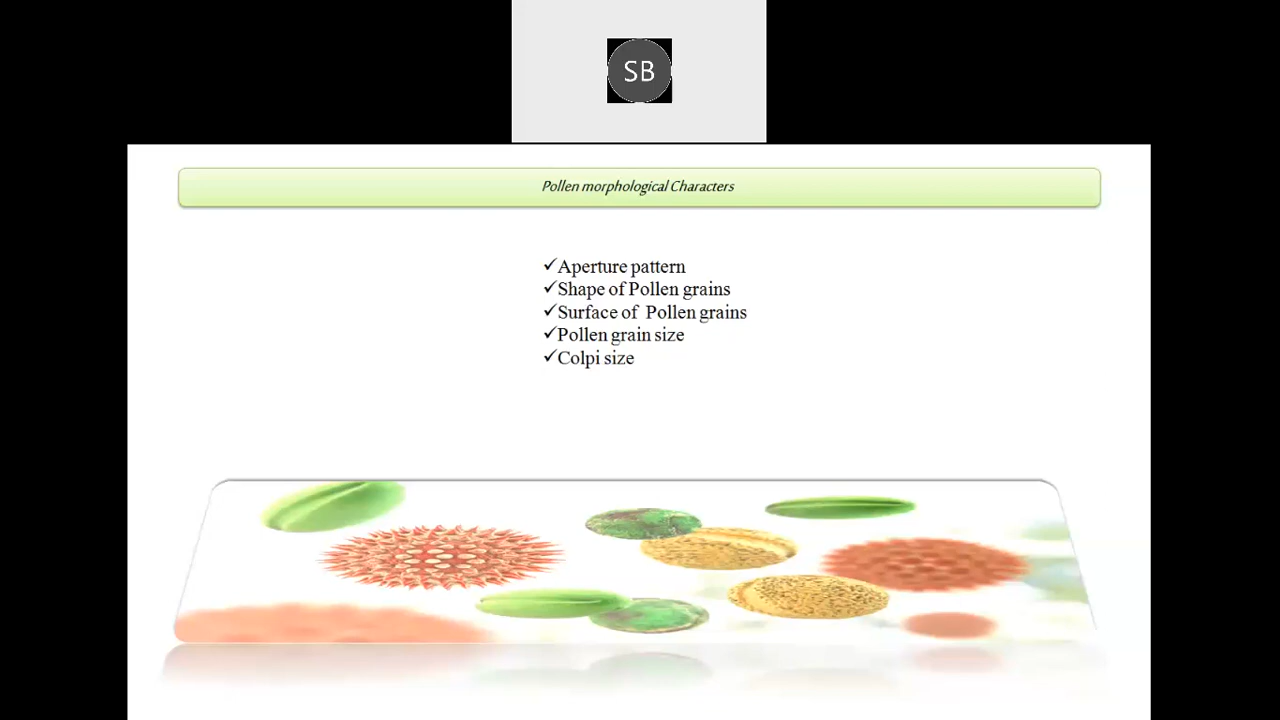 SB
Pollen morphological Characters
✓Aperture pattern
✓Shape of Pollen grains
✓Surface of Pollen grains
✓Pollen grain size
✓Colpi size